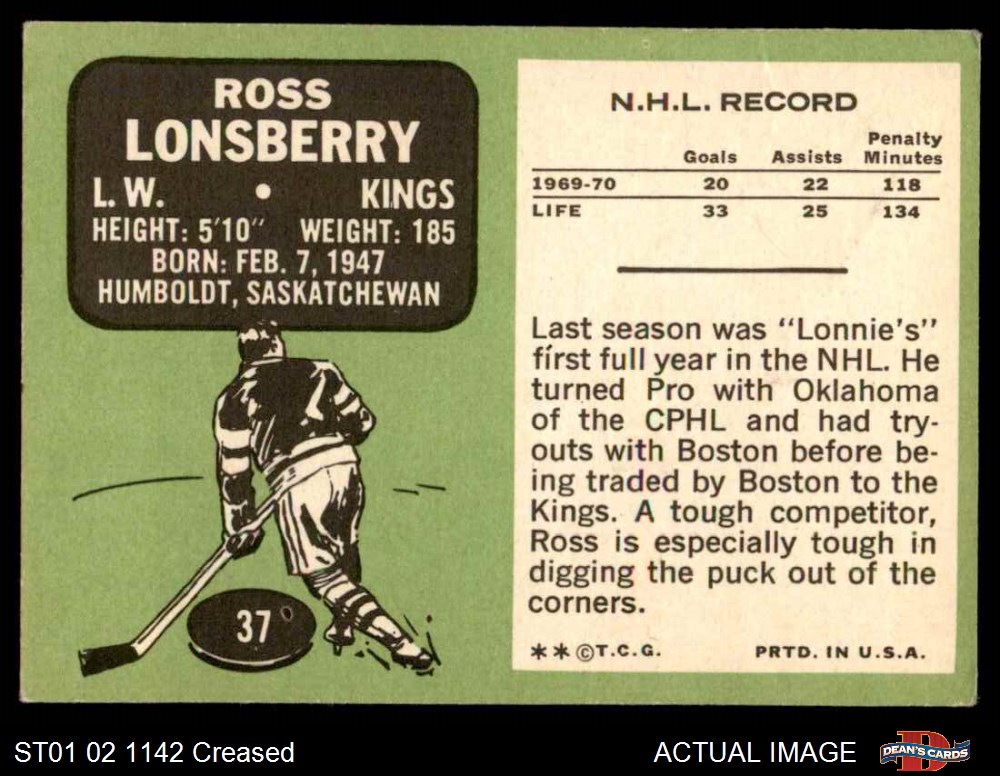 ROSS
LONSBERRY
L.W. • KINGS
HEIGHT: 5'10" WEIGHT: 185
BORN: FEB. 7, 1947
HUMBOLDT, SASKATCHEWAN
37
N.H.L. RECORD
Goals Assists Penalty Minutes
1969-70 20 22 118
LIFE 33 25 134
Last season was "Lonnie's"
first full year in the NHL. He
turned Pro with Oklahoma
of the CPHL and had try-
outs with Boston before be-
ing traded by Boston to the
Kings. A tough competitor,
Ross is especially tough in
digging the puck out of the
corners.
**©T.C.G. PRTD. IN U.S.A.
ST01 02 1142 Creased
ACTUAL IMAGE
D
DEAN'S CARDS